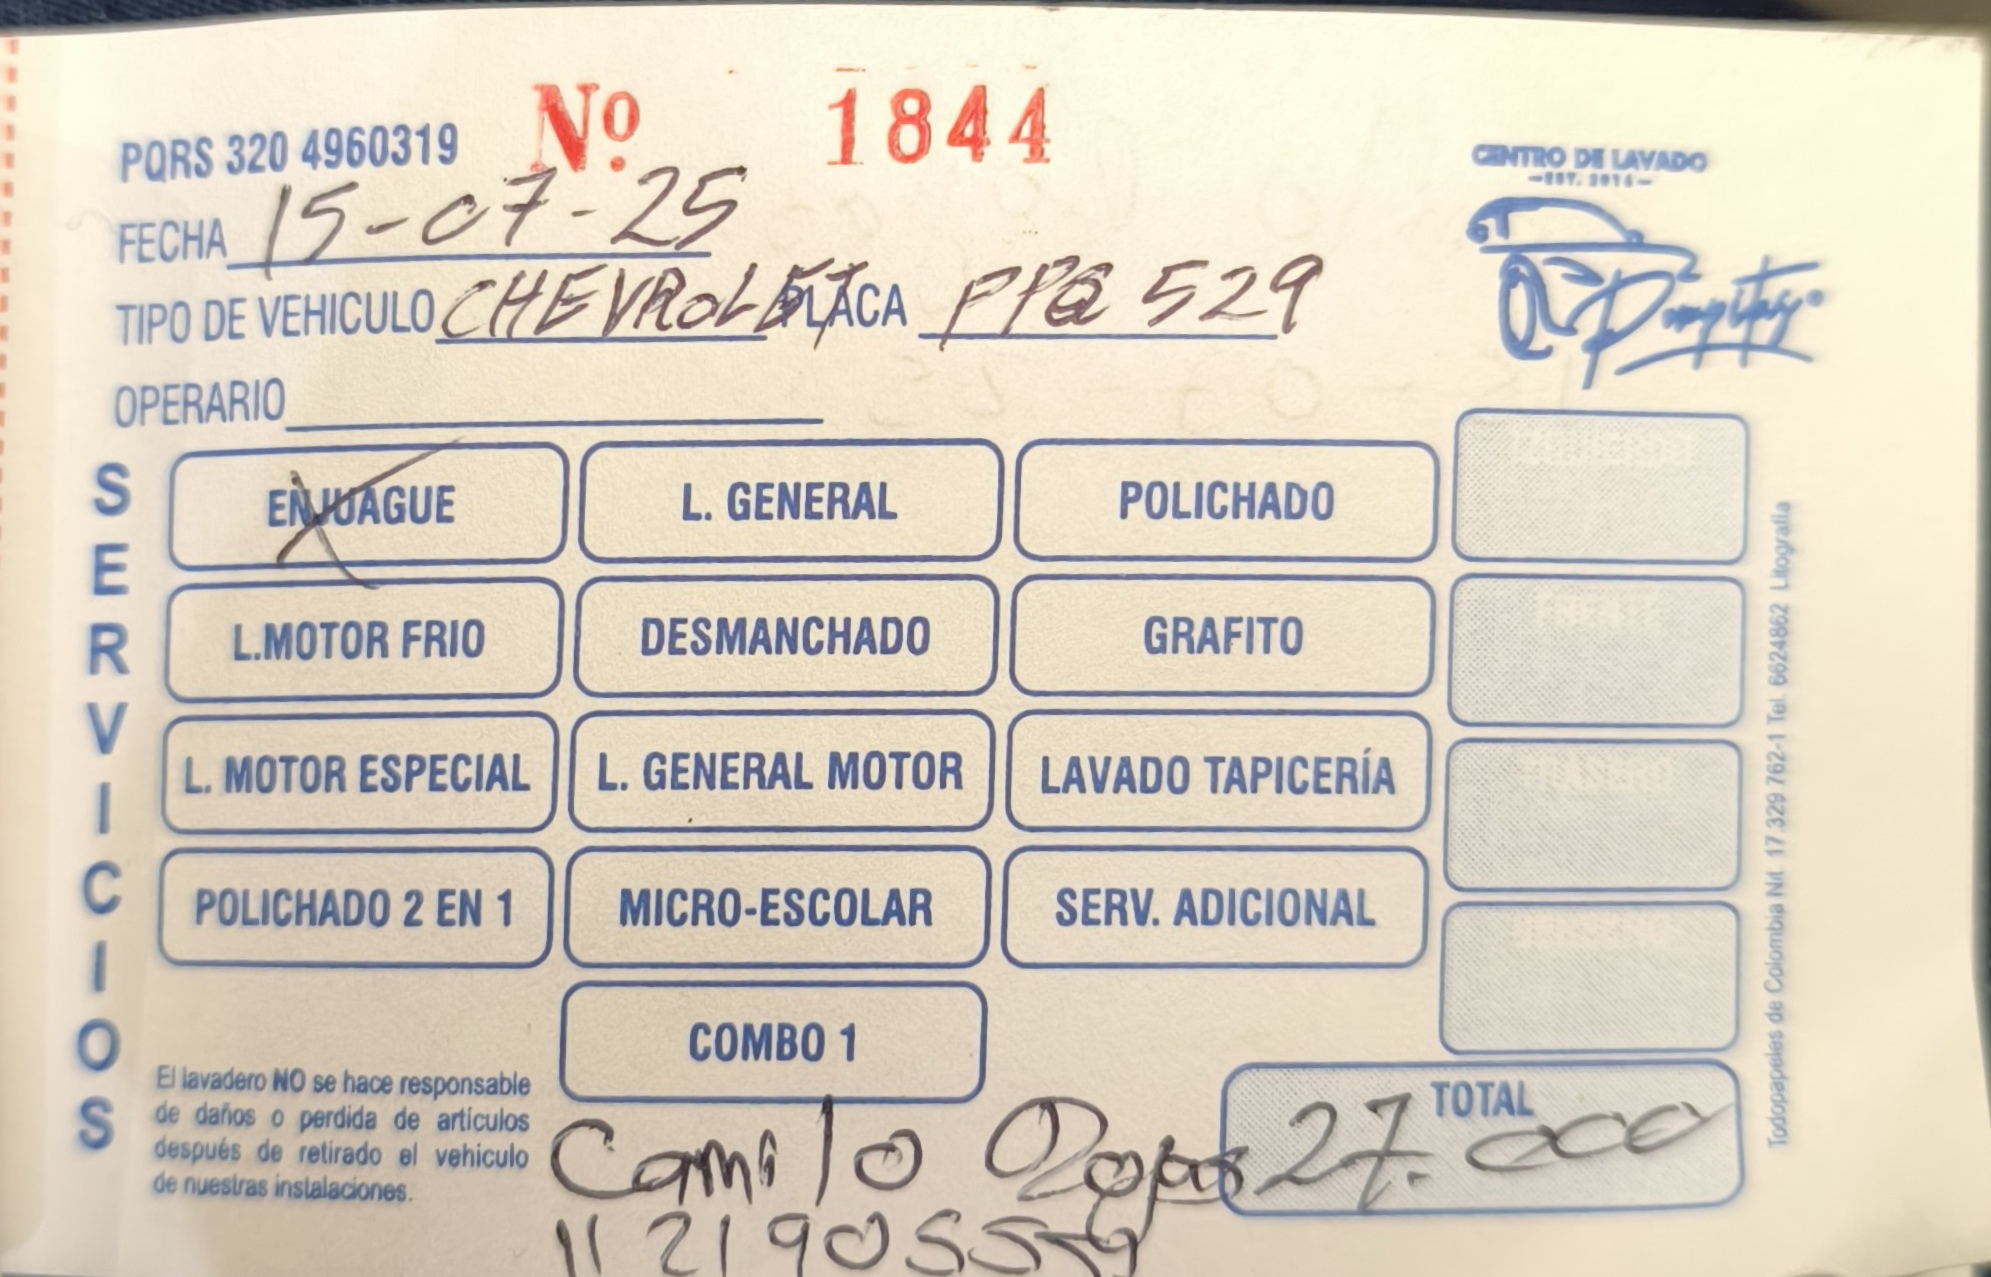 PQRS 320 4960319 Nº. 1844
CENTRO DE LAVADO
FECHA 15-07-25
TIPO DE VEHICULO CHEVROLET PLACA 529
OPERARIO
SERVICIOS
ENJUAGUE L. GENERAL POLICHADO IZQUIERDO
L.MOTOR FRIO DESMANCHADO GRAFITO FRENTE
L. MOTOR ESPECIAL L. GENERAL MOTOR LAVADO TAPICERÍA TRASERO
POLICHADO 2 EN 1 MICRO-ESCOLAR SERV. ADICIONAL
COMBO 1
El lavadero NO se hace responsable
de daños o perdida de artículos
después de retirado el vehiculo
de nuestras instalaciones.
TOTAL
27.000
Camilo
Todopapeles de Colombia Nit. 17.329.762-1 Tel. 6624862 Litografía